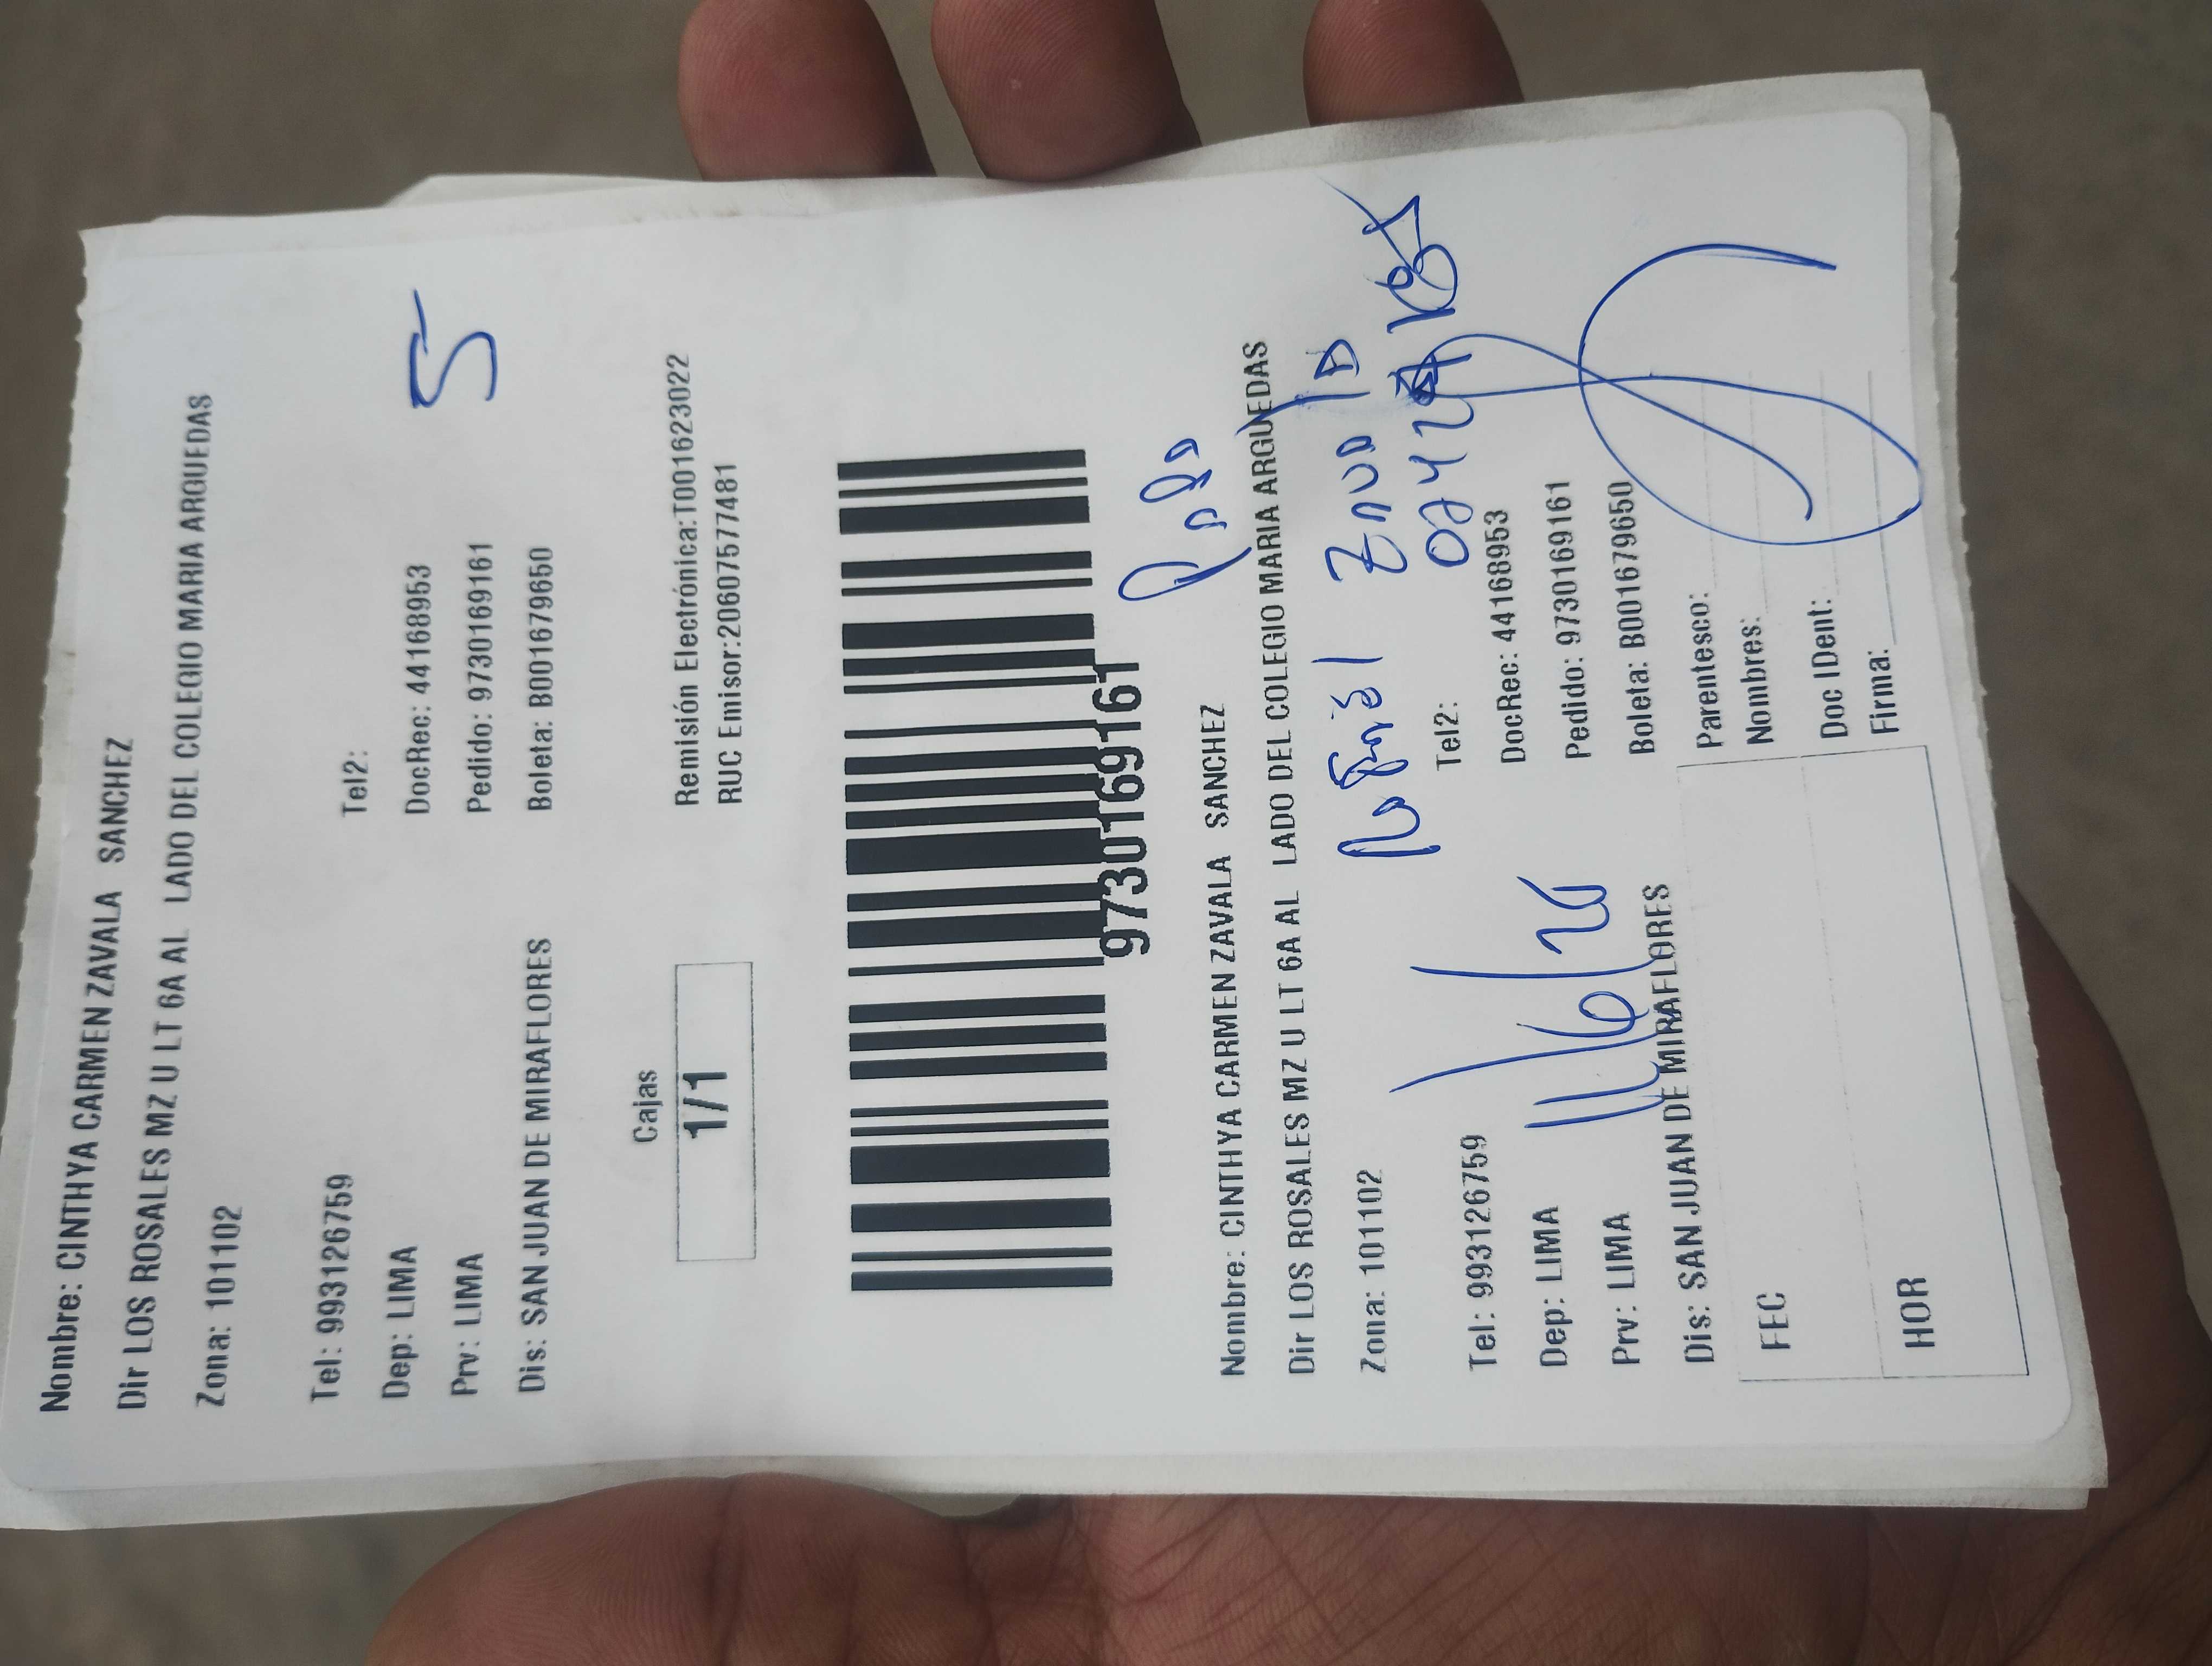 Nombre: CINTHYA CARMEN ZAVALA SANCHEZ
Dir LOS ROSALES MZ U LT 6A AL LADO DEL COLEGIO MARIA ARGUEDAS
Zona: 101102
Tel: 993126759 Tel2:
Dep: LIMA DocRec: 44168953
5
Prv: LIMA Pedido: 9730169161
Dis: SAN JUAN DE MIRAFLORES Boleta: B001679650
Cajas
1/1
Remisión Electrónica:T001623022
RUC Emisor:20607577481
9730169161
Nombre: CINTHYA CARMEN ZAVALA SANCHEZ
Dir LOS ROSALES MZ U LT 6A AL LADO DEL COLEGIO MARIA ARGUEDAS
Zona: 101102
Tel: 993126759 Tel2:
Dep: LIMA DocRec: 44168953
11/6/20
Prv: LIMA Pedido: 9730169161
Dis: SAN JUAN DE MIRAFLORES Boleta: B001679650
FEC
HOR
Parentesco:
Nombres:
Doc IDent:
Firma: